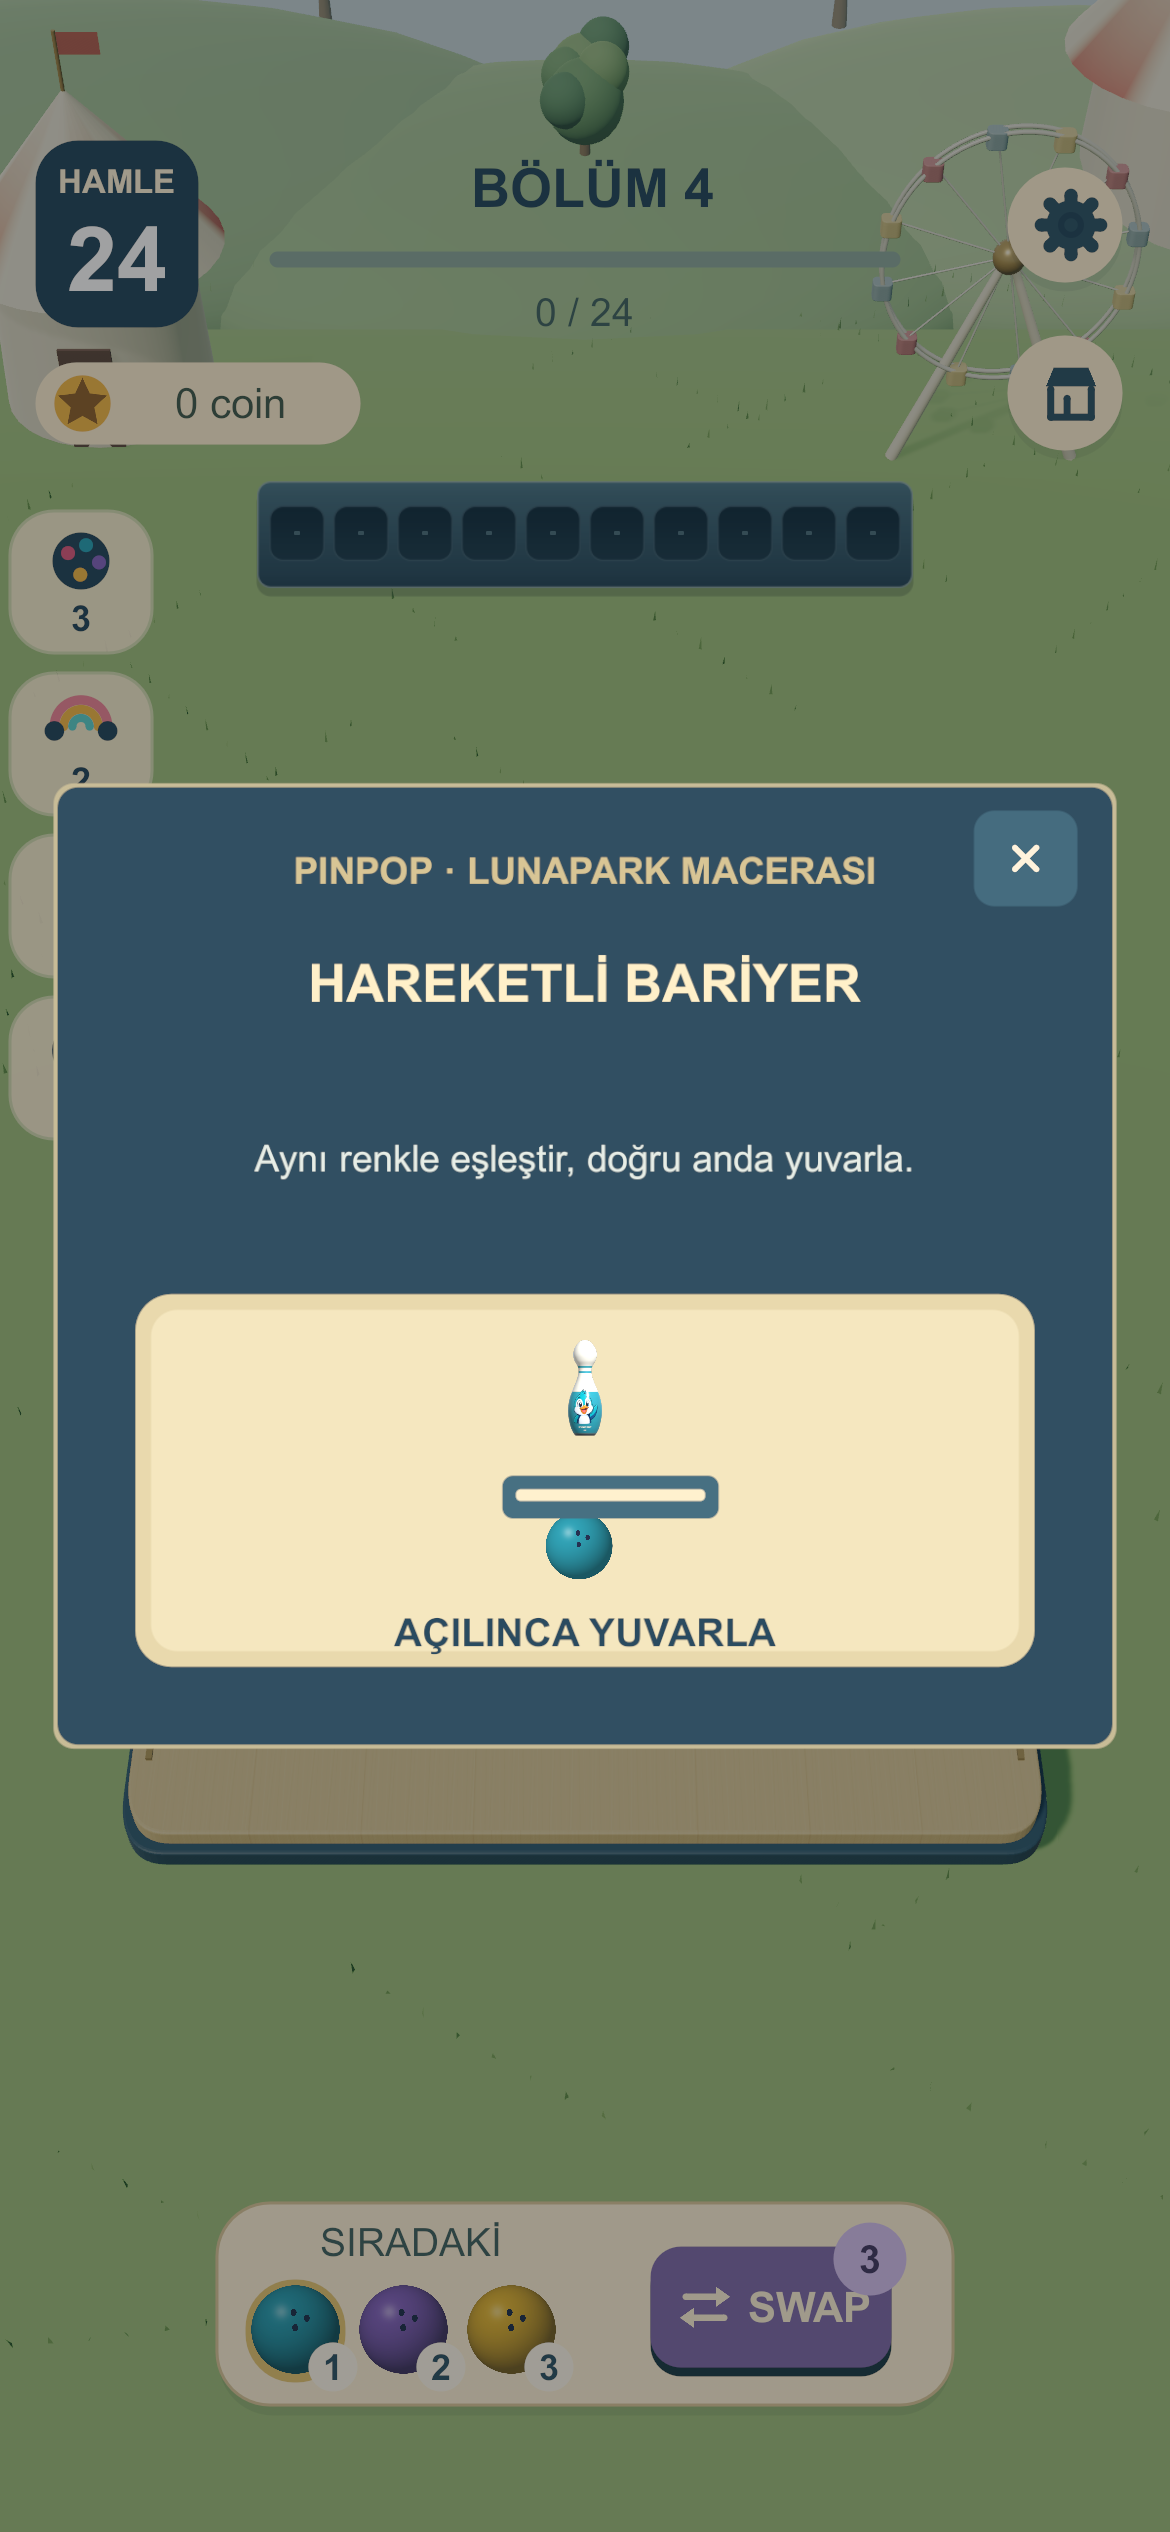 HAMLE
24
BÖLÜM 4
0 / 24
0 coin
3
2
PINPOP · LUNAPARK MACERASI
HAREKETLİ BARİYER
Aynı renkle eşleştir, doğru anda yuvarla.
AÇILINCA YUVARLA
SIRADAKİ
1
2
3
3
SWAP